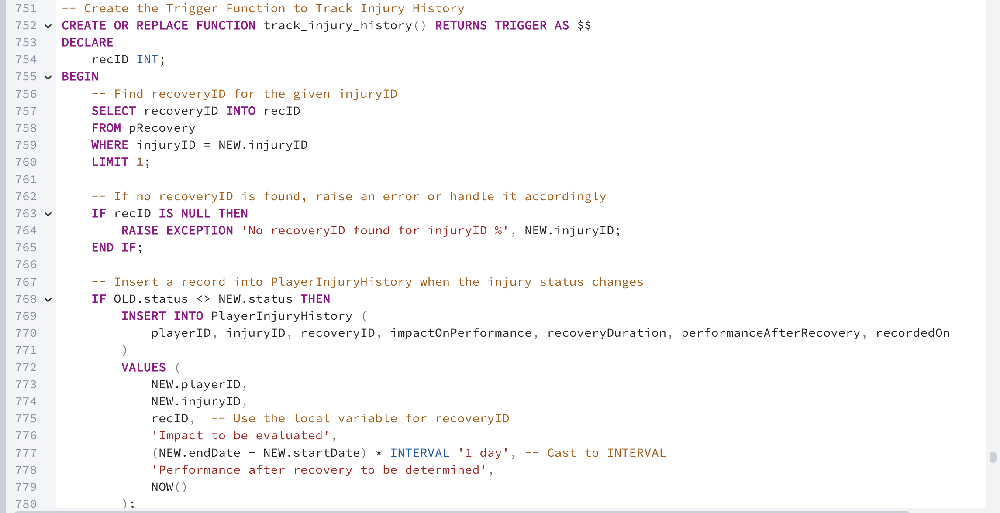 751 -- Create the Trigger Function to Track Injury History
752 CREATE OR REPLACE FUNCTION track_injury_history() RETURNS TRIGGER AS $$
753 DECLARE
754     recID INT;
755 BEGIN
756     -- Find recoveryID for the given injuryID
757     SELECT recoveryID INTO recID
758     FROM pRecovery
759     WHERE injuryID = NEW.injuryID
760     LIMIT 1;
761
762     -- If no recoveryID is found, raise an error or handle it accordingly
763     IF recID IS NULL THEN
764         RAISE EXCEPTION 'No recoveryID found for injuryID %', NEW.injuryID;
765     END IF;
766
767     -- Insert a record into PlayerInjuryHistory when the injury status changes
768     IF OLD.status <> NEW.status THEN
769         INSERT INTO PlayerInjuryHistory (
770             playerID, injuryID, recoveryID, impactOnPerformance, recoveryDuration, performanceAfterRecovery, recordedOn
771         )
772         VALUES (
773             NEW.playerID,
774             NEW.injuryID,
775             recID,  -- Use the local variable for recoveryID
776             'Impact to be evaluated',
777             (NEW.endDate - NEW.startDate) * INTERVAL '1 day', -- Cast to INTERVAL
778             'Performance after recovery to be determined',
779             NOW()
780         );